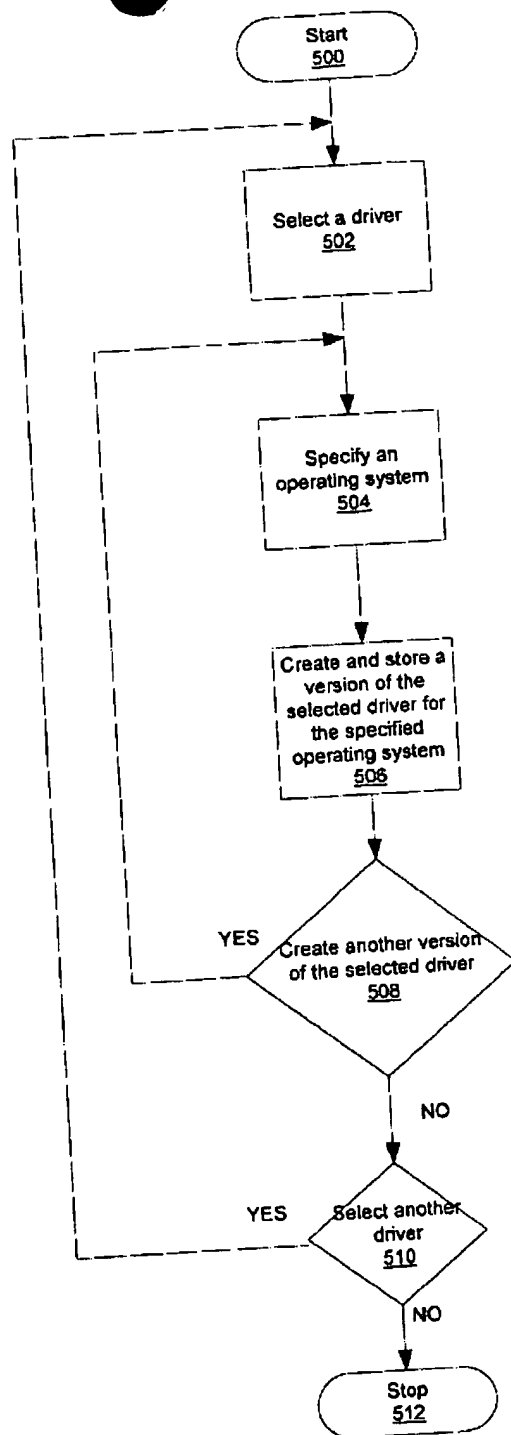 Start
500
Select a driver
502
Specify an
operating system
504
Create and store a
version of the
selected driver for
the specified
operating system
506
YES
Create another version
of the selected driver
508
NO
YES
Select another
driver
510
NO
Stop
512